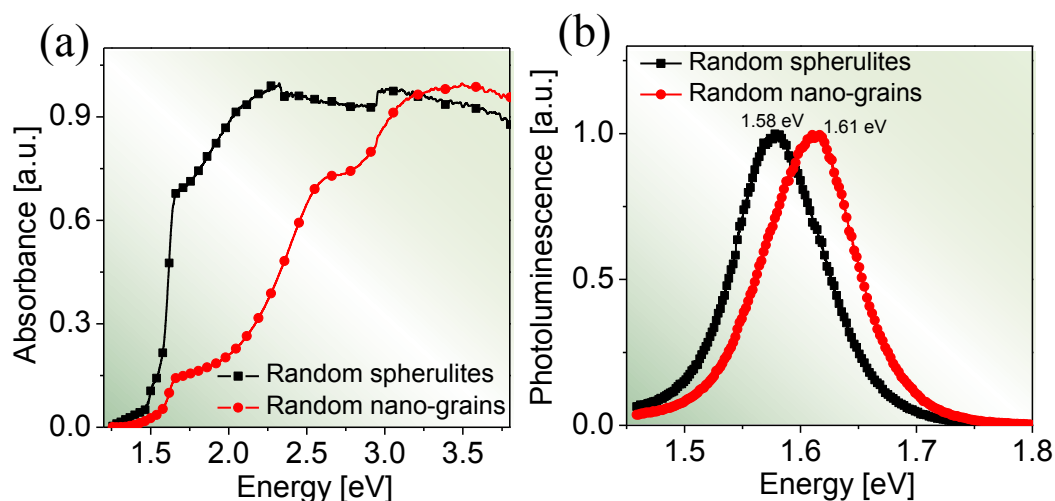 (a)
Absorbance [a.u.]
0.9
0.6
0.3
0.0
Random spherulites
Random nano-grains
1.5 2.0 2.5 3.0 3.5
Energy [eV]
(b)
Photoluminescence [a.u.]
Random spherulites
Random nano-grains
1.58 eV 1.61 eV
1.0
0.5
0.0
1.5 1.6 1.7 1.8
Energy [eV]